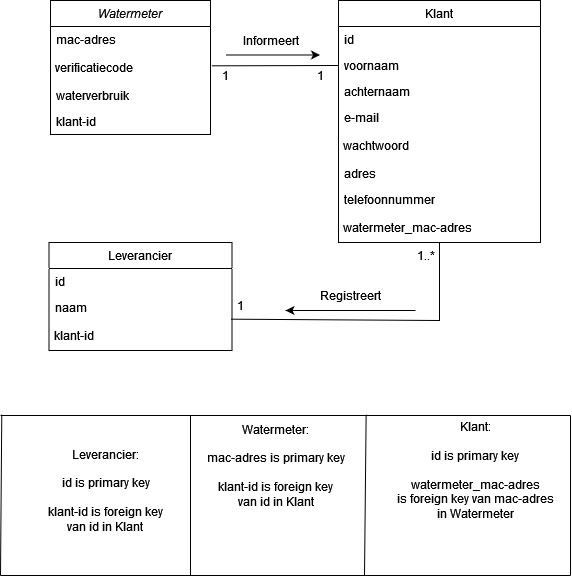 Watermeter
mac-adres
verificatiecode
waterverbruik
klant-id
Informeert
1
1
Klant
id
voornaam
achternaam
e-mail
wachtwoord
adres
telefoonnummer
watermeter_mac-adres
1..*
Registreert
1
Leverancier
id
naam
klant-id
Leverancier:
id is primary key
klant-id is foreign key
van id in Klant
Watermeter:
mac-adres is primary key
klant-id is foreign key
van id in Klant
Klant:
id is primary key
watermeter_mac-adres
is foreign key van mac-adres
in Watermeter